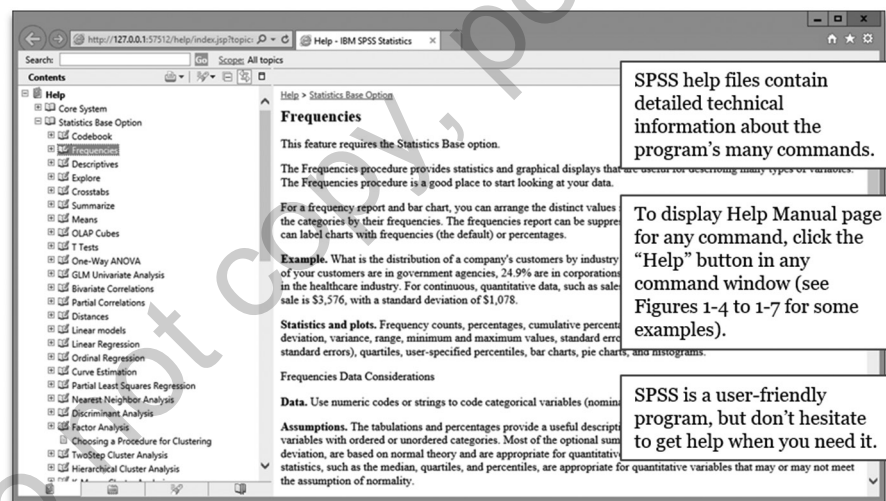 http://127.0.0.1:57512/help/index.jsp?topic:
Help - IBM SPSS Statistics
Search:
Go
Scope: All topics
Contents
Help
Core System
Statistics Base Option
Codebook
Frequencies
Descriptives
Explore
Crosstabs
Summarize
Means
OLAP Cubes
T Tests
One-Way ANOVA
GLM Univariate Analysis
Bivariate Correlations
Partial Correlations
Distances
Linear models
Linear Regression
Ordinal Regression
Curve Estimation
Partial Least Squares Regression
Nearest Neighbor Analysis
Discriminant Analysis
Factor Analysis
Choosing a Procedure for Clustering
TwoStep Cluster Analysis
Hierarchical Cluster Analysis
Help > Statistics Base Option
Frequencies
This feature requires the Statistics Base option.
The Frequencies procedure provides statistics and graphical displays that are useful for describing many types of variables.
The Frequencies procedure is a good place to start looking at your data.
For a frequency report and bar chart, you can arrange the distinct values
the categories by their frequencies. The frequencies report can be
can label charts with frequencies (the default) or percentages.
Example. What is the distribution of a company's customers by industry
of your customers are in government agencies, 24.9% are in corporations
in the healthcare industry. For continuous, quantitative data, such as
sale is $3,576, with a standard deviation of $1,078.
Statistics and plots. Frequency counts, percentages, cumulative
deviation, variance, range, minimum and maximum values, standard
standard errors), quartiles, user-specified percentiles, bar charts, pie charts, and histograms.
Frequencies Data Considerations
Data. Use numeric codes or strings to code categorical variables
Assumptions. The tabulations and percentages provide a useful
variables with ordered or unordered categories. Most of the optional
deviation, are based on normal theory and are appropriate for
statistics, such as the median, quartiles, and percentiles, are appropriate for quantitative variables that may or may not meet
the assumption of normality.
SPSS help files contain
detailed technical
information about the
program's many commands.
To display Help Manual page
for any command, click the
“Help” button in any
command window (see
Figures 1-4 to 1-7 for some
examples).
SPSS is a user-friendly
program, but don't hesitate
to get help when you need it.
not copy, po